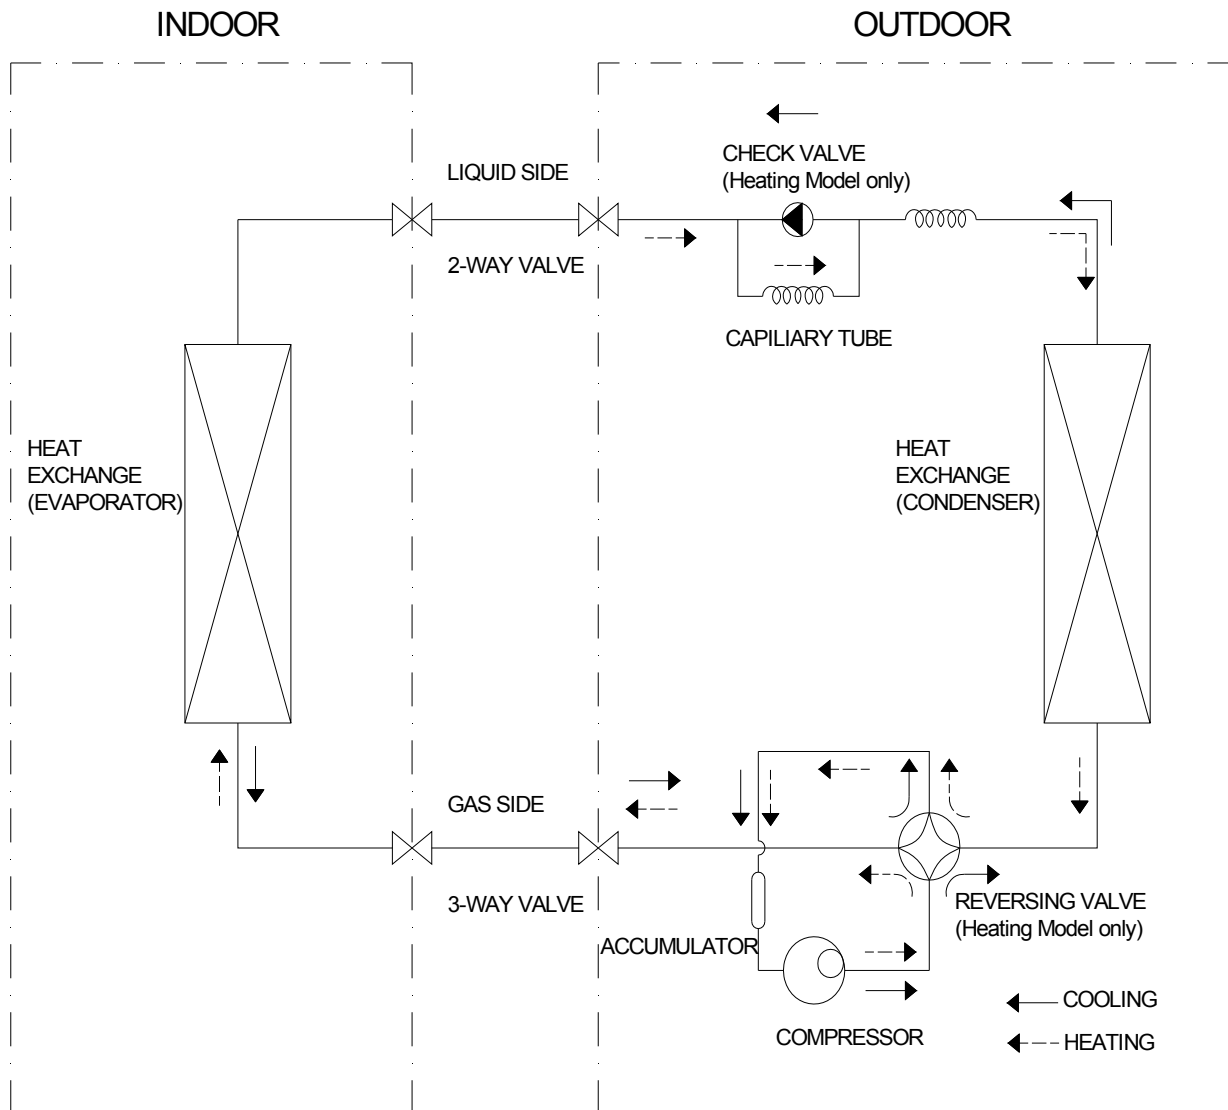 INDOOR
OUTDOOR
LIQUID SIDE
2-WAY VALVE
CHECK VALVE
(Heating Model only)
CAPILIARY TUBE
HEAT
EXCHANGE
(EVAPORATOR)
HEAT
EXCHANGE
(CONDENSER)
GAS SIDE
3-WAY VALVE
REVERSING VALVE
(Heating Model only)
ACCUMULATOR
COMPRESSOR
COOLING
HEATING